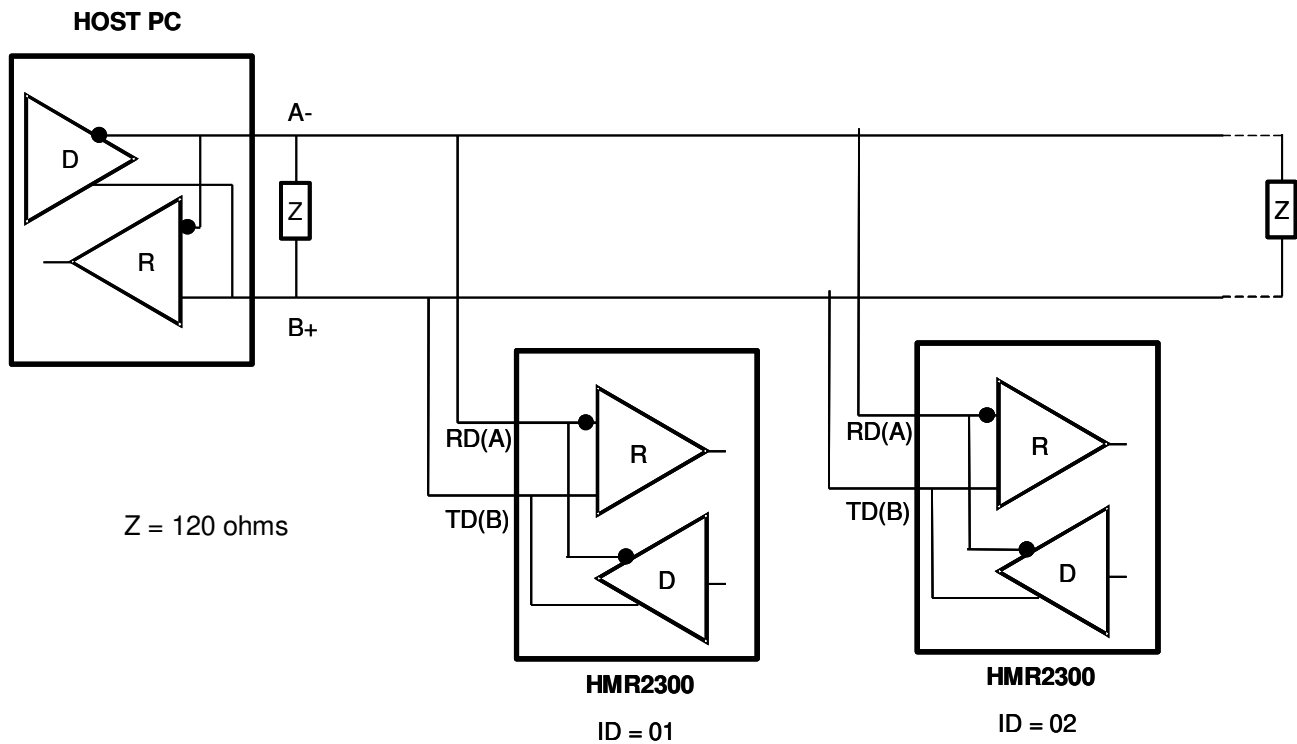 HOST PC
A-
D
Z
Z
R
B+
RD(A)
R
TD(B)
D
RD(A)
R
TD(B)
D
Z = 120 ohms
HMR2300
ID = 01
HMR2300
ID = 02